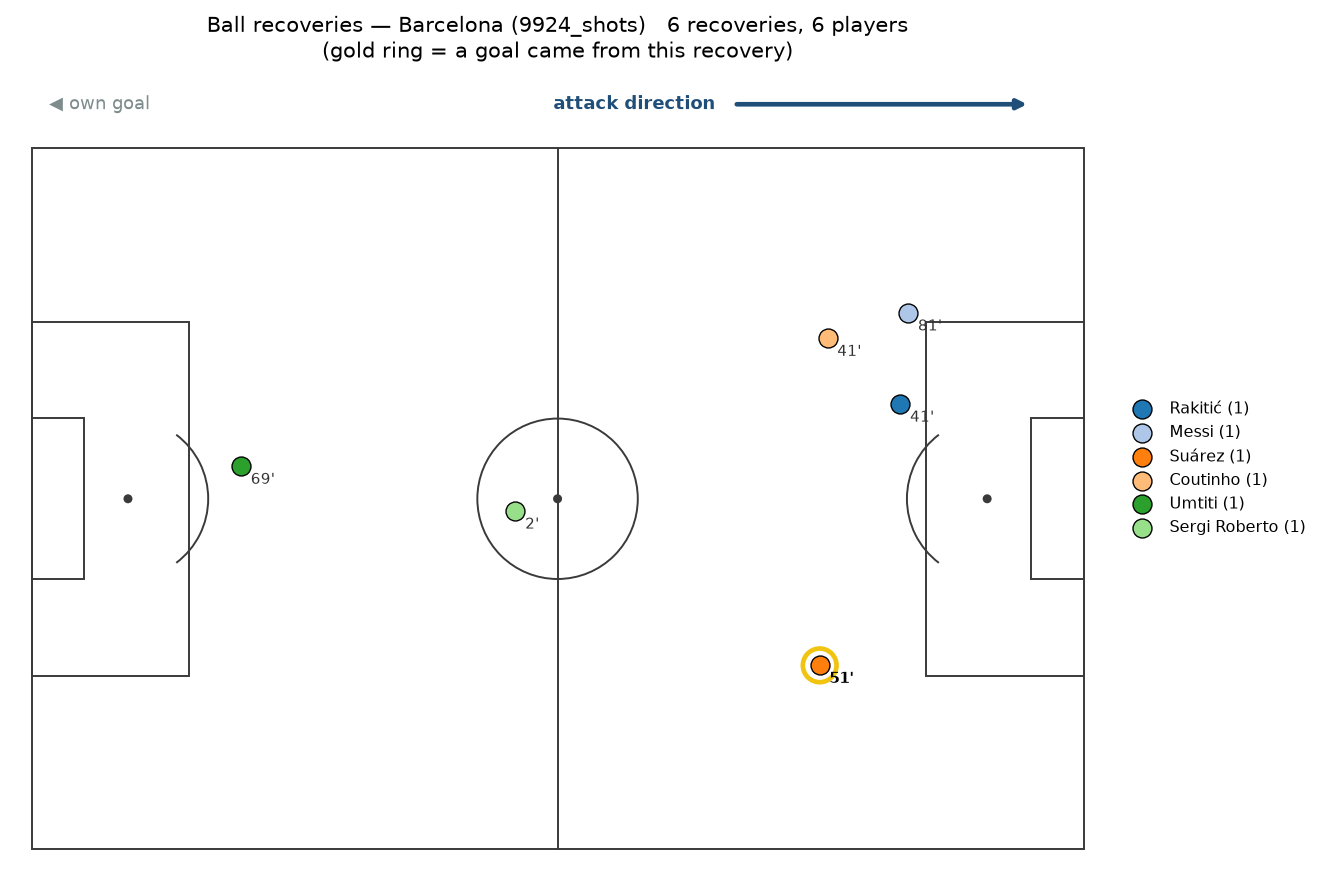 Ball recoveries — Barcelona (9924_shots)   6 recoveries, 6 players
(gold ring = a goal came from this recovery)
◀ own goal
attack direction
81'
41'
41'
69'
2'
51'
Rakitić (1)
Messi (1)
Suárez (1)
Coutinho (1)
Umtiti (1)
Sergi Roberto (1)